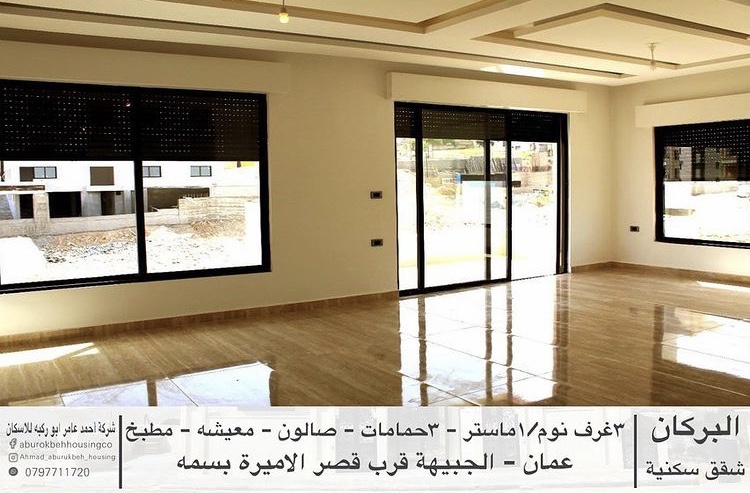 البركان
شقق سكنية
٣غرف نوم/١ماستر - ٣حمامات - صالون - معيشه - مطبخ
عمان - الجبيهة قرب قصر الاميرة بسمه
شركة احمد عامر ابو ركبه للاسكان
aburokbehhousingco
Ahmad_aburukbeh_housing
0797711720